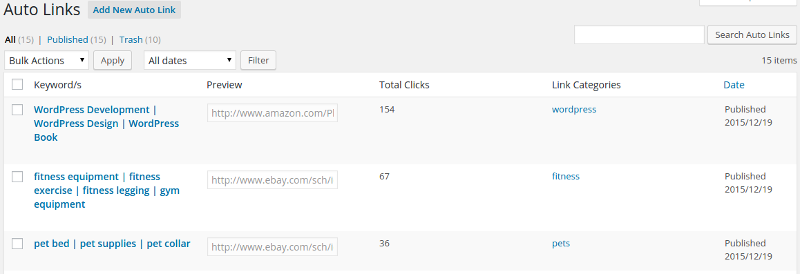 Auto Links Add New Auto Link
All (15) | Published (15) | Trash (10)
Search Auto Links
Bulk Actions Apply All dates Filter 15 items
Keyword/s Preview Total Clicks Link Categories Date
WordPress Development | http://www.amazon.com/Pl 154 wordpress Published
WordPress Design | WordPress 2015/12/19
Book
fitness equipment | fitness http://www.ebay.com/sch/i 67 fitness Published
exercise | fitness legging | gym 2015/12/19
equipment
pet bed | pet supplies | pet collar http://www.ebay.com/sch/i 36 pets Published
2015/12/19